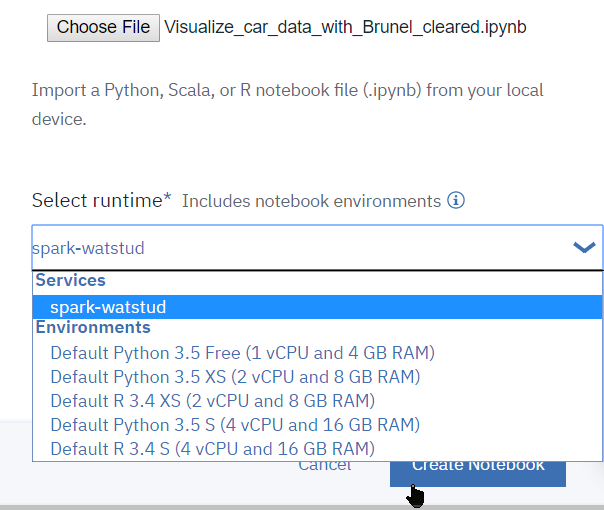 Choose File Visualize_car_data_with_Brunel_cleared.ipynb
Import a Python, Scala, or R notebook file (.ipynb) from your local
device.
Select runtime* Includes notebook environments
spark-watstud
Services
spark-watstud
Environments
Default Python 3.5 Free (1 vCPU and 4 GB RAM)
Default Python 3.5 XS (2 vCPU and 8 GB RAM)
Default R 3.4 XS (2 vCPU and 8 GB RAM)
Default Python 3.5 S (4 vCPU and 16 GB RAM)
Default R 3.4 S (4 vCPU and 16 GB RAM)
Cancel Create Notebook